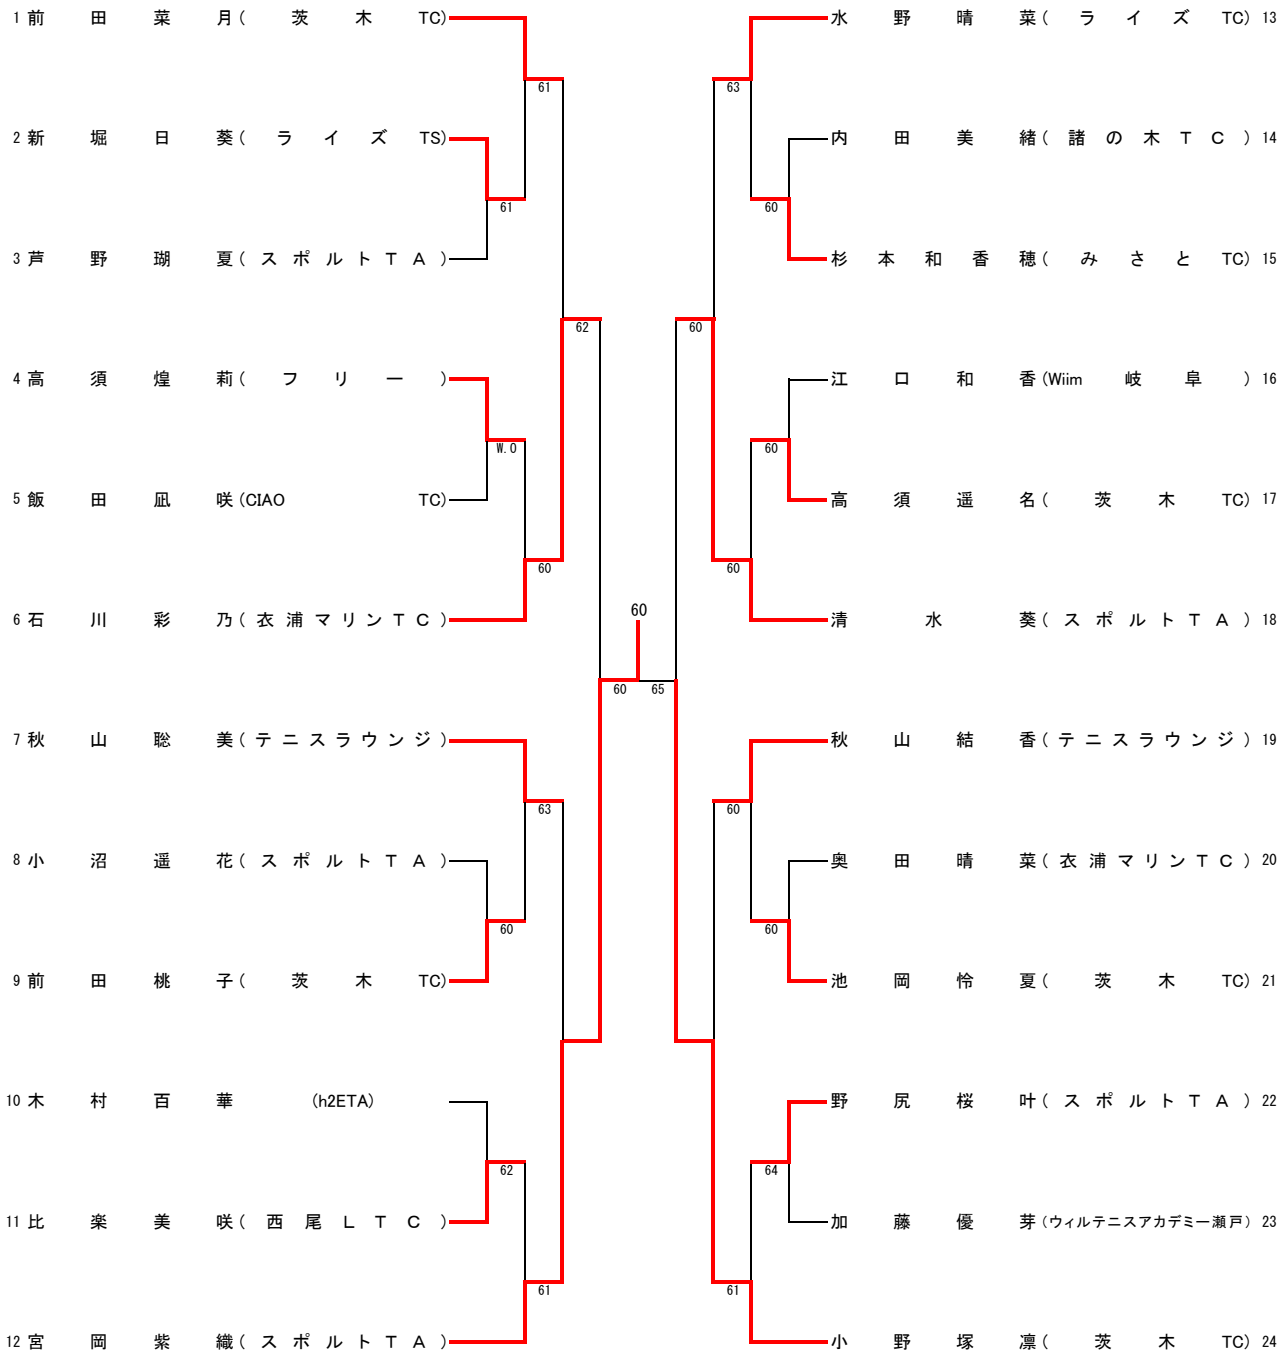 1 前田菜月(茨木TC)
水野晴菜(ライズTC) 13
61
63
2 新堀日葵(ライズTS)
内田美緒(諸の木TC) 14
61
60
3 芦野瑚夏(スポルトTA)
杉本和香穂(みさとTC) 15
62
60
4 高須煌莉(フリー)
江口和香(Wiim岐阜) 16
W.O
60
5 飯田凪咲(CIAO TC)
高須遥名(茨木TC) 17
60
60
6 石川彩乃(衣浦マリンTC)
60
清水葵(スポルトTA) 18
60
65
7 秋山聡美(テニスラウンジ)
秋山結香(テニスラウンジ) 19
63
60
8 小沼遥花(スポルトTA)
奥田晴菜(衣浦マリンTC) 20
60
60
9 前田桃子(茨木TC)
池岡怜夏(茨木TC) 21
10 木村百華(h2ETA)
野尻桜叶(スポルトTA) 22
62
64
11 比楽美咲(西尾LTC)
加藤優芽(ウィルテニスアカデミー瀬戸) 23
61
61
12 宮岡紫織(スポルトTA)
小野塚凛(茨木TC) 24